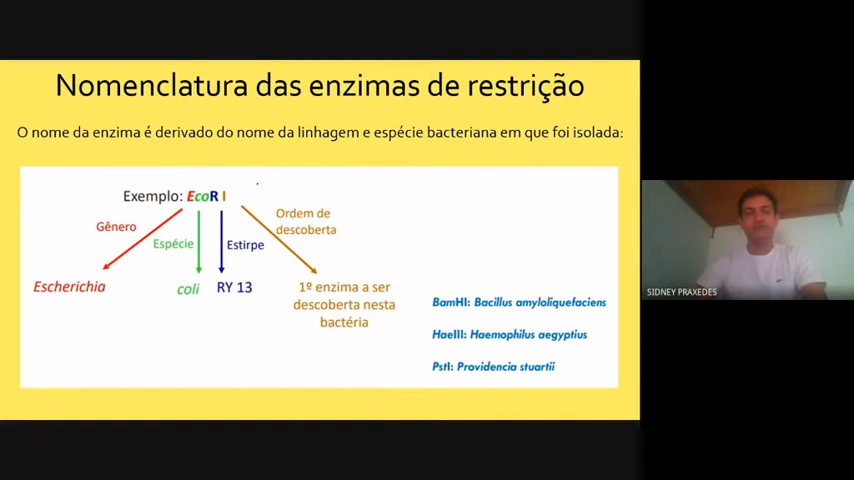 Nomenclatura das enzimas de restrição
O nome da enzima é derivado do nome da linhagem e espécie bacteriana em que foi isolada:
Exemplo: EcoR I
Gênero
Espécie
Estirpe
Ordem de
descoberta
Escherichia
coli
RY 13
1º enzima a ser
descoberta nesta
bactéria
BamHI: Bacillus amyloliquefaciens
HaeIII: Haemophilus aegyptius
PstI: Providencia stuartii
SIDNEY PRAXEDES